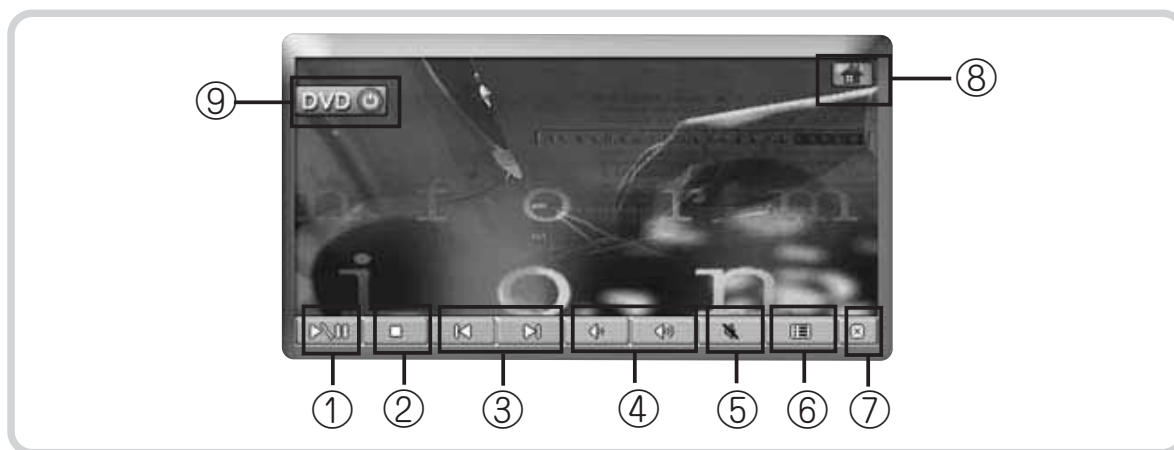 ⑨ DVD ⑧
n f o r m
i o n
① ② ③ ④ ⑤ ⑥ ⑦